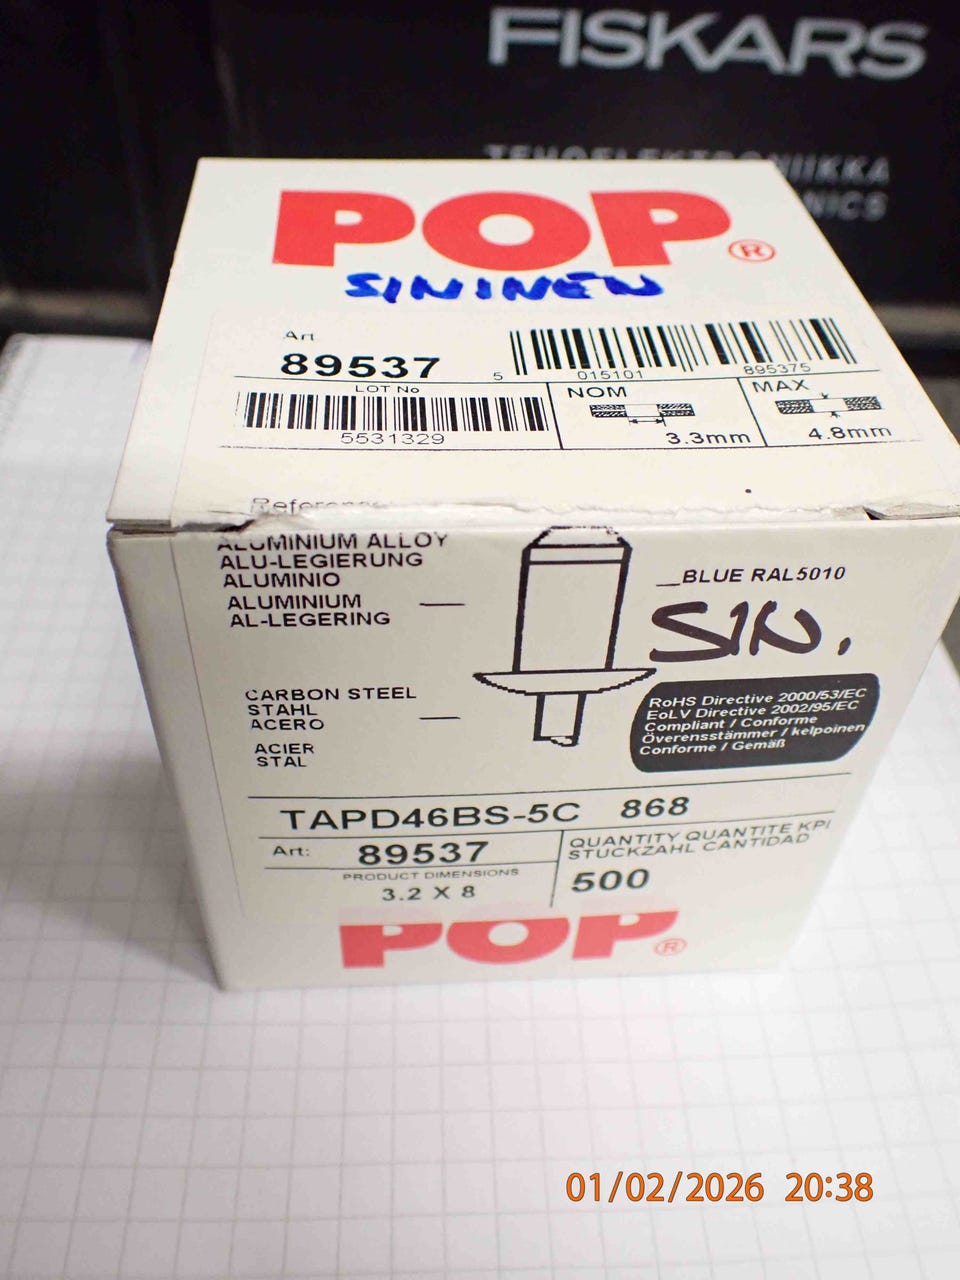 FISKARS
TEHOELEKTRONIIKKA
NICS
POP®
SININEN
Art.
89537
5 015101 895375
LOT No
5531329
NOM
3.3mm
MAX
4.8mm
Reference
ALUMINIUM ALLOY
ALU-LEGIERUNG
ALUMINIO
ALUMINIUM
AL-LEGERING
BLUE RAL5010
SIN.
CARBON STEEL
STAHL
ACERO
ACIER
STAL
RoHS Directive 2000/53/EC
EoLV Directive 2002/95/EC
Compliant / Conforme
Överensstämmer / kelpoinen
Conforme / Gemäß
TAPD46BS-5C 868
Art: 89537
PRODUCT DIMENSIONS
3.2 X 8
QUANTITY QUANTITE KPL
STUCKZAHL CANTIDAD
500
POP®
01/02/2026 20:38